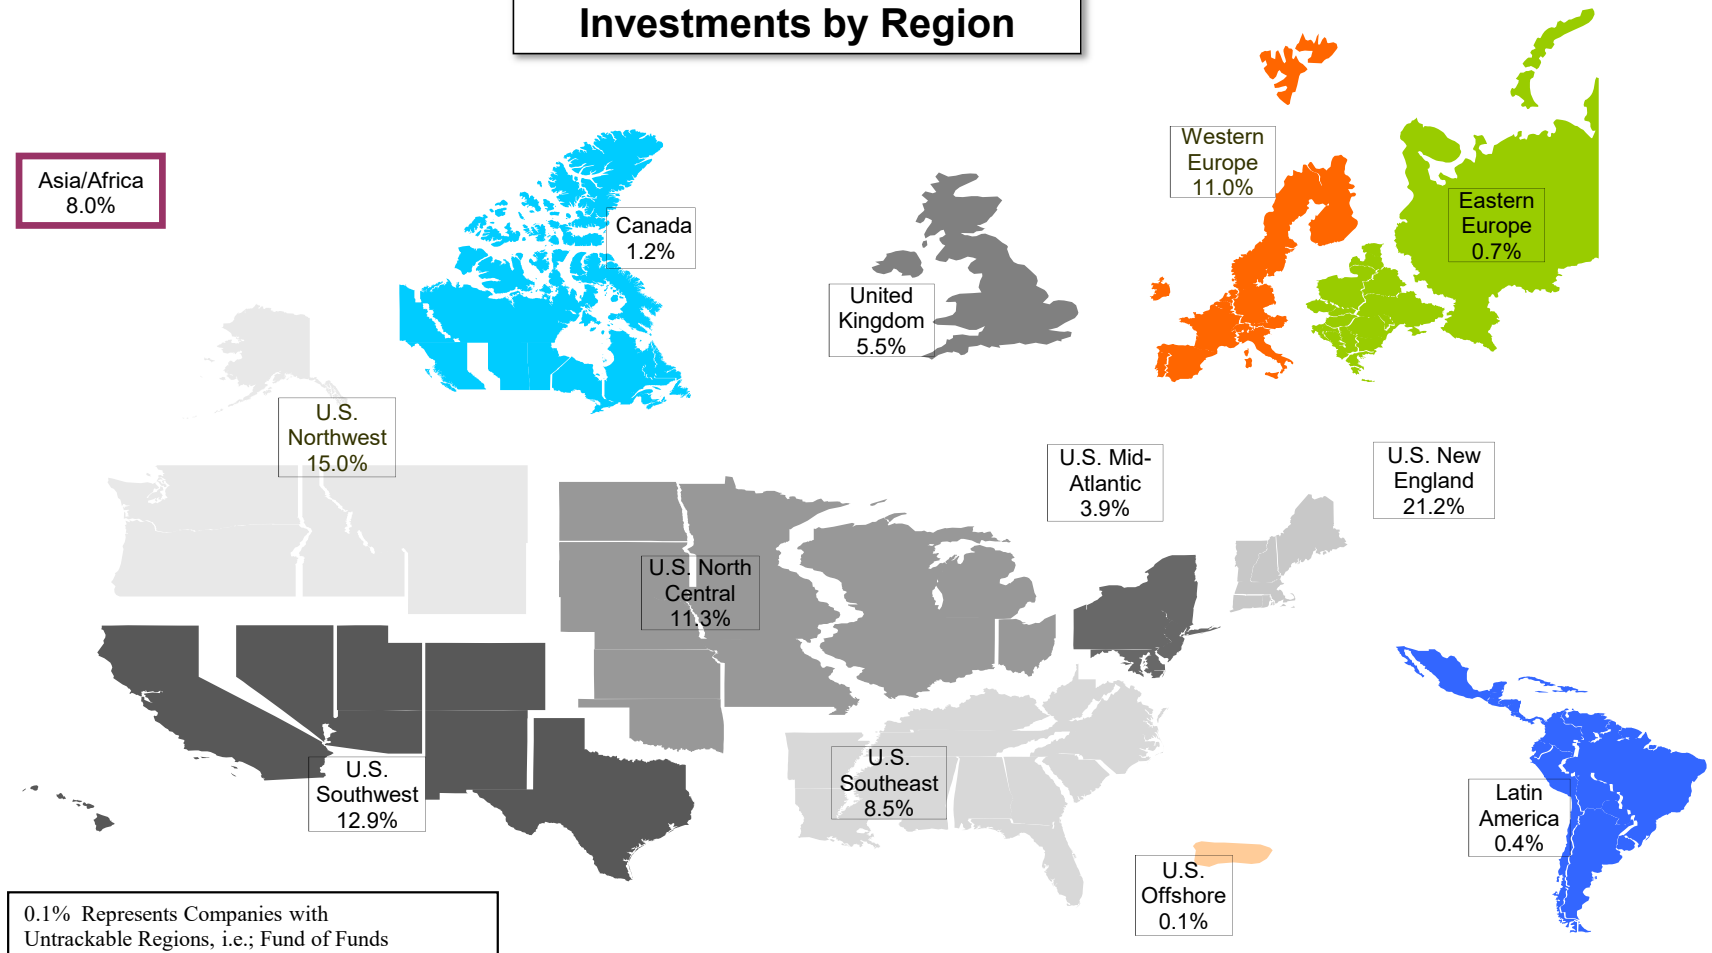 Investments by Region
Asia/Africa
8.0%
Canada
1.2%
United
Kingdom
5.5%
Western
Europe
11.0%
Eastern
Europe
0.7%
U.S.
Northwest
15.0%
U.S. North
Central
11.3%
U.S. Mid-
Atlantic
3.9%
U.S. New
England
21.2%
U.S.
Southwest
12.9%
U.S.
Southeast
8.5%
U.S.
Offshore
0.1%
Latin
America
0.4%
0.1% Represents Companies with
Untrackable Regions, i.e.; Fund of Funds